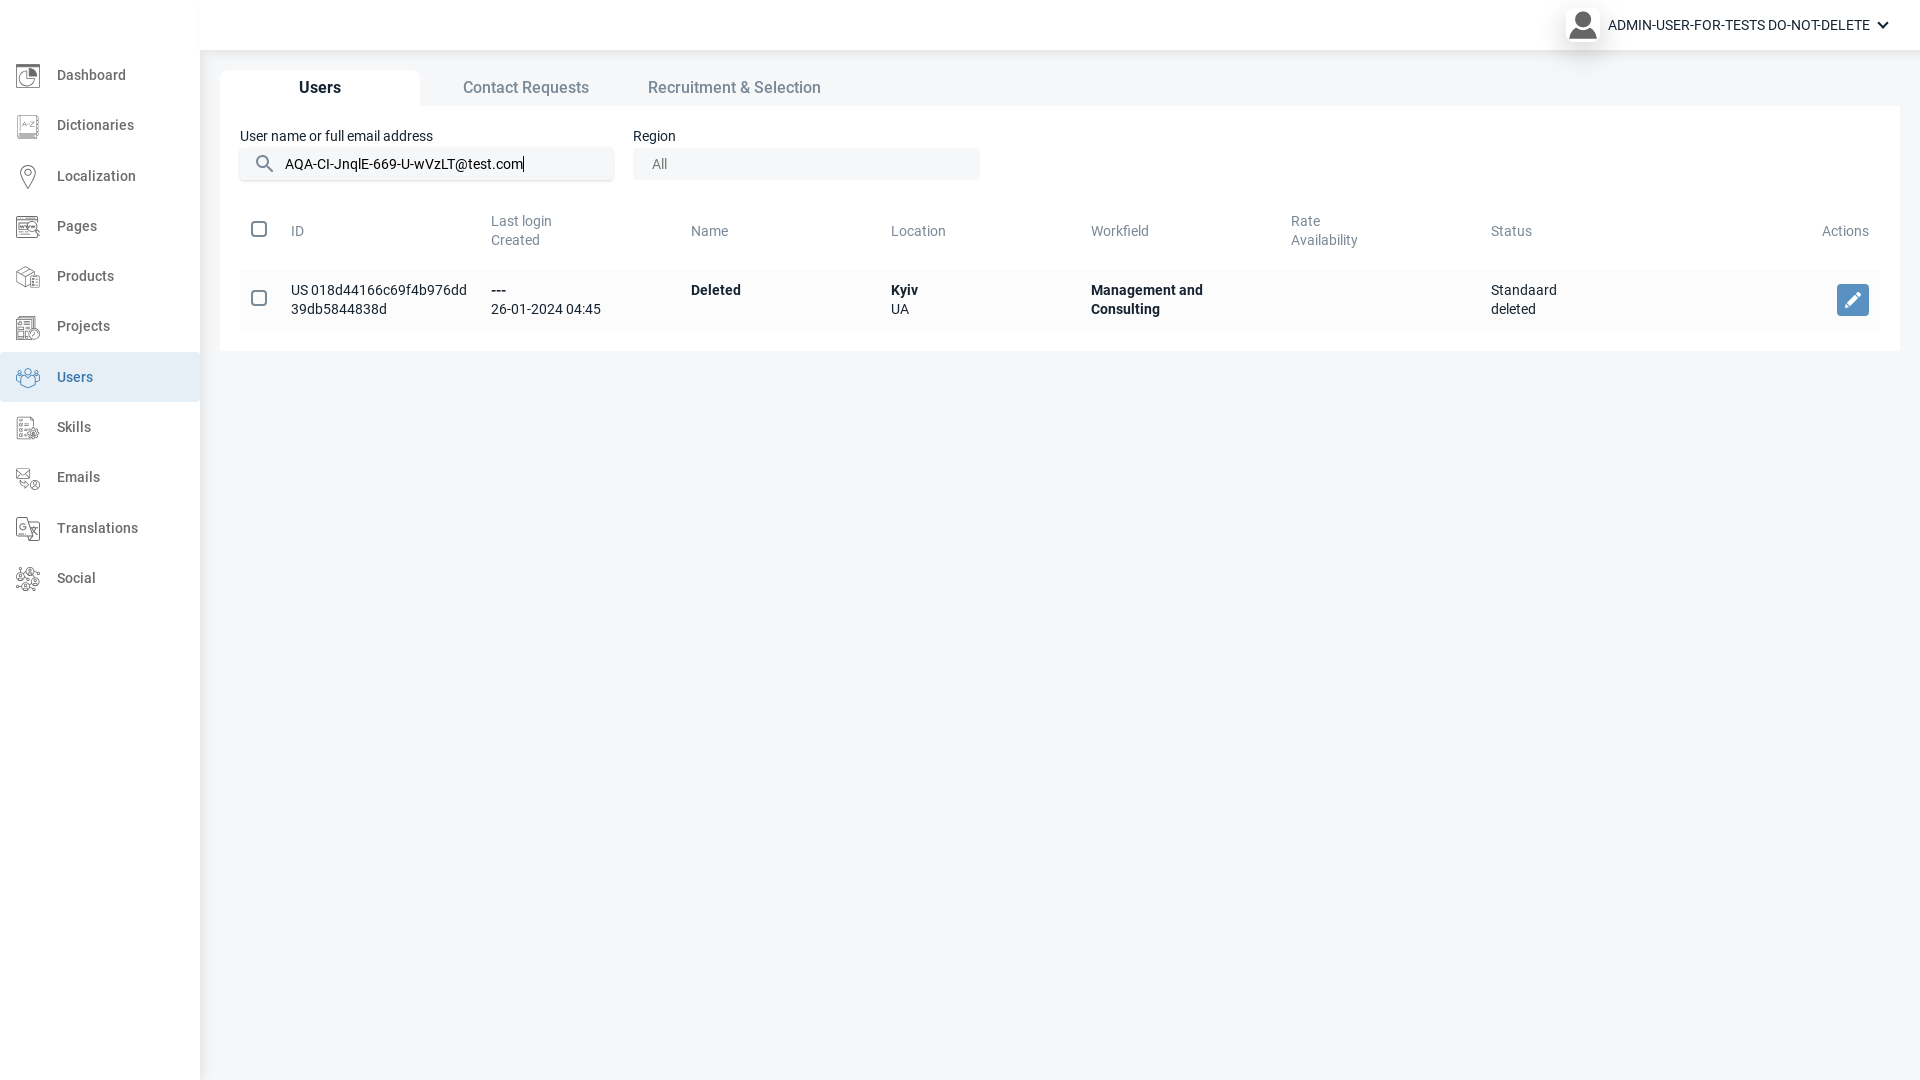 ADMIN-USER-FOR-TESTS DO-NOT-DELETE
Dashboard
Dictionaries
Localization
Pages
Products
Projects
Users
Skills
Emails
Translations
Social
Users
Contact Requests
Recruitment & Selection
User name or full email address
Region
AQA-CI-JnqlE-669-U-wVzLT@test.com
All
ID
Last login
Created
Name
Location
Workfield
Rate
Availability
Status
Actions
US 018d44166c69f4b976dd
39db5844838d
---
26-01-2024 04:45
Deleted
Kyiv
UA
Management and
Consulting
Standaard
deleted